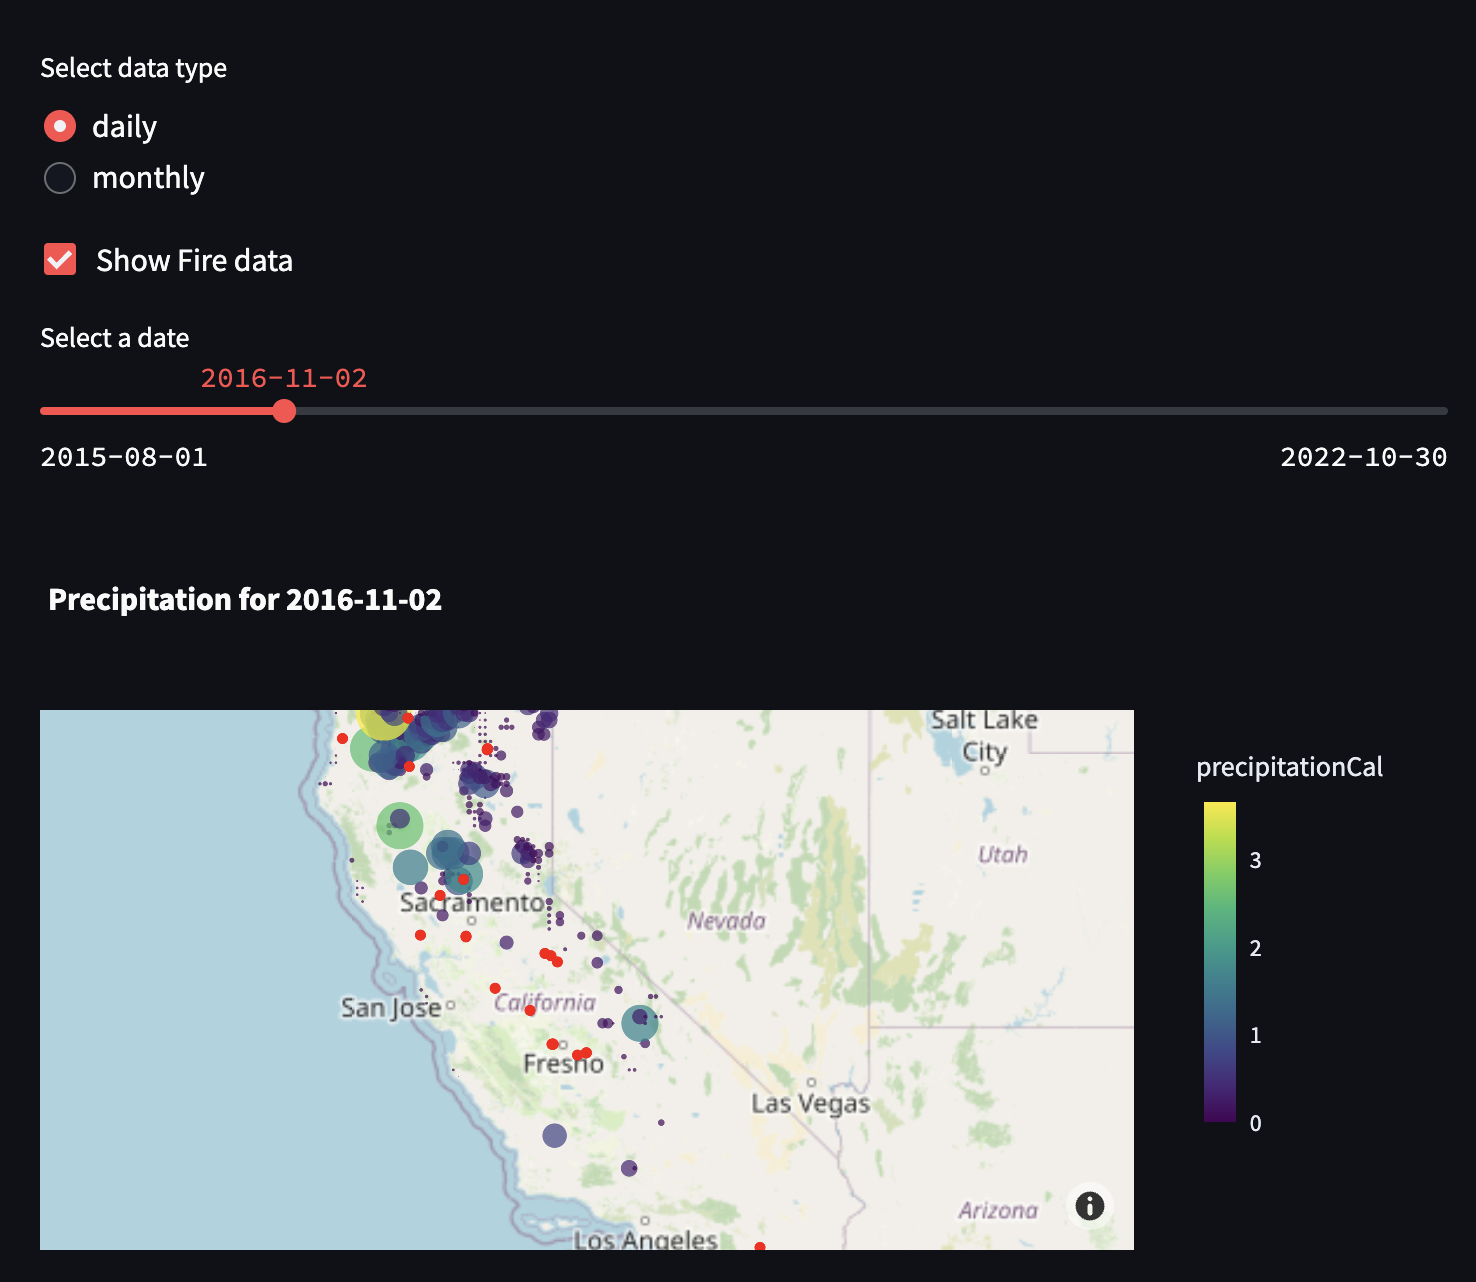 Select data type
daily
monthly
Show Fire data
Select a date
2016-11-02
2015-08-01
2022-10-30
Precipitation for 2016-11-02
Salt Lake
City
Utah
Nevada
Sacramento
San Jose
California
Fresno
Las Vegas
Arizona
Los Angeles
precipitationCal
3
2
1
0